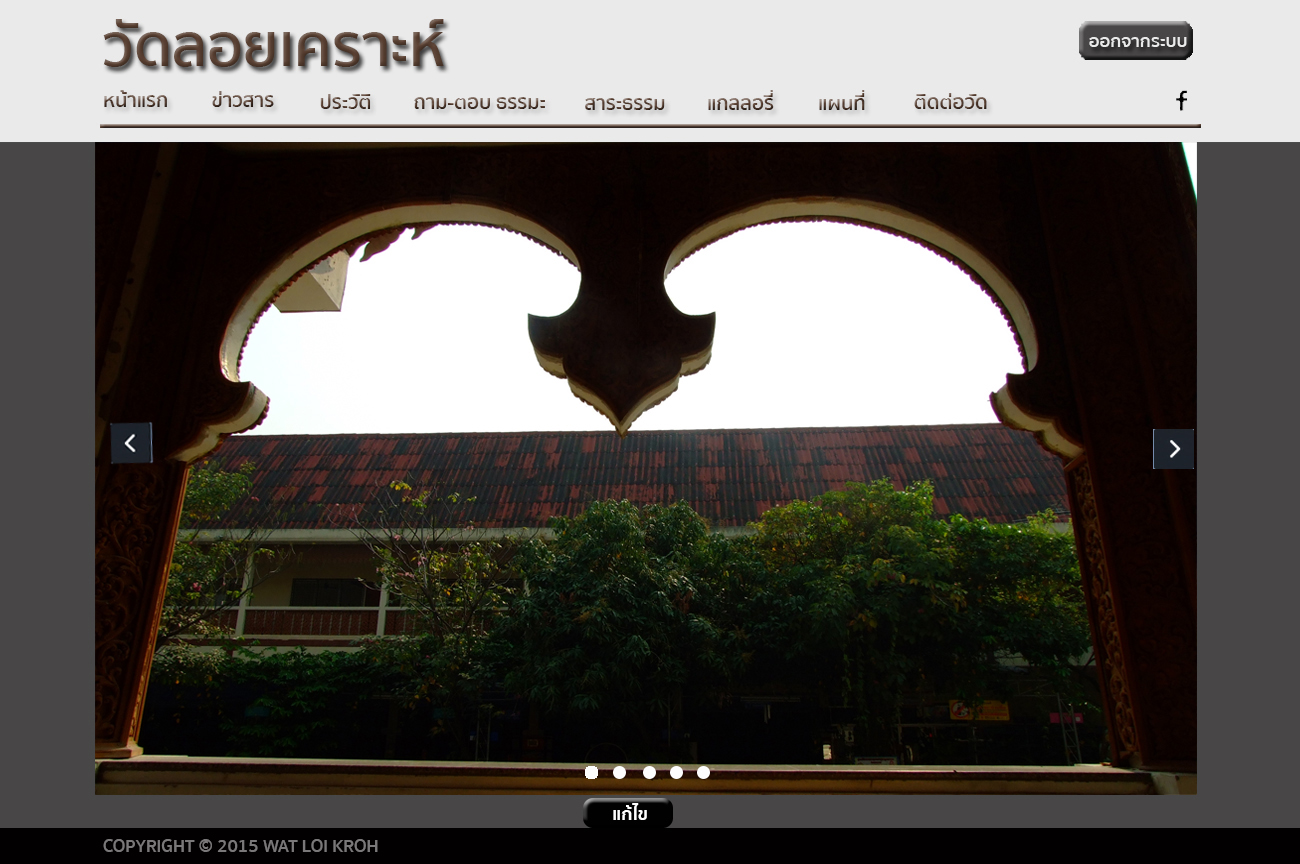 วัดลอยเคราะห์
ออกจากระบบ
หน้าแรก ข่าวสาร ประวัติ ถาม-ตอบ ธรรมะ สาระธรรม แกลลอรี่ แผนที่ ติดต่อวัด
แก้ไข
COPYRIGHT © 2015 WAT LOI KROH